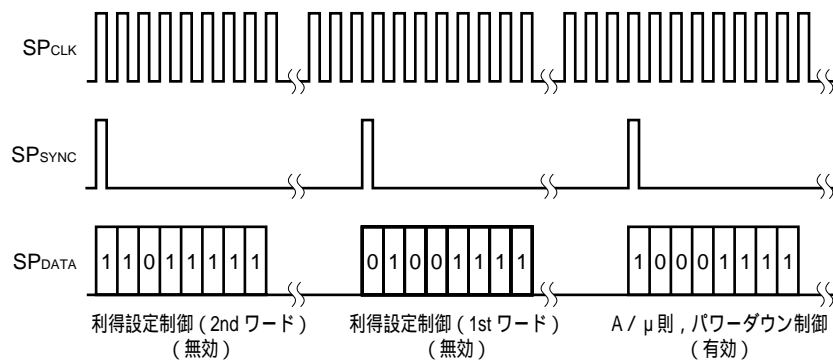 SPCLK
SPSYNC
SPDATA
1 1 0 1 1 1 1 1
0 1 0 0 1 1 1 1
1 0 0 0 1 1 1 1
利得設定制御(2nd ワード)
(無効)
利得設定制御(1st ワード)
(無効)
A / μ則,パワーダウン制御
(有効)